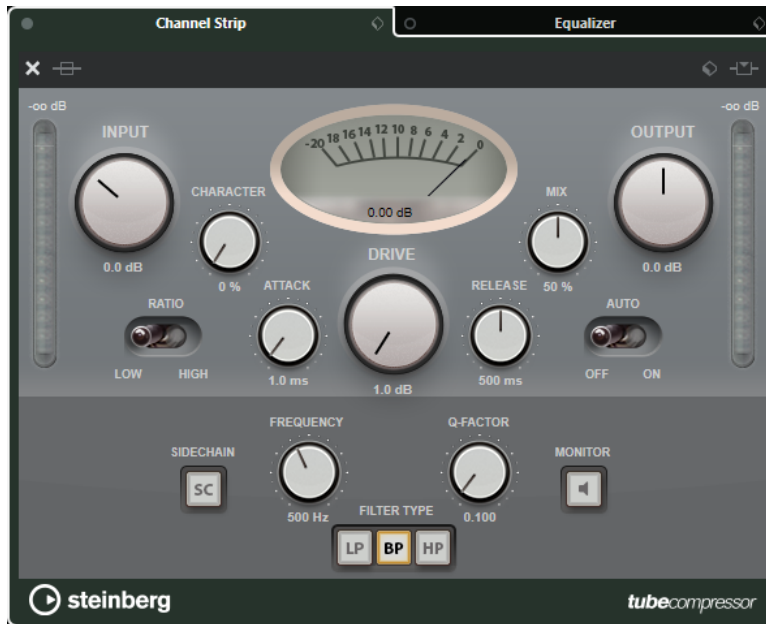 Channel Strip
Equalizer
-oo dB
-oo dB
INPUT
OUTPUT
-20 18 16 14 12 10 8 6 4 2 0
0.00 dB
CHARACTER
MIX
0.0 dB
0.0 dB
DRIVE
0 %
50 %
ATTACK
RELEASE
RATIO
AUTO
LOW
HIGH
1.0 ms
1.0 dB
500 ms
OFF
ON
FREQUENCY
Q-FACTOR
SIDECHAIN
MONITOR
SC
500 Hz
FILTER TYPE
0.100
LP
BP
HP
steinberg
tubecompressor